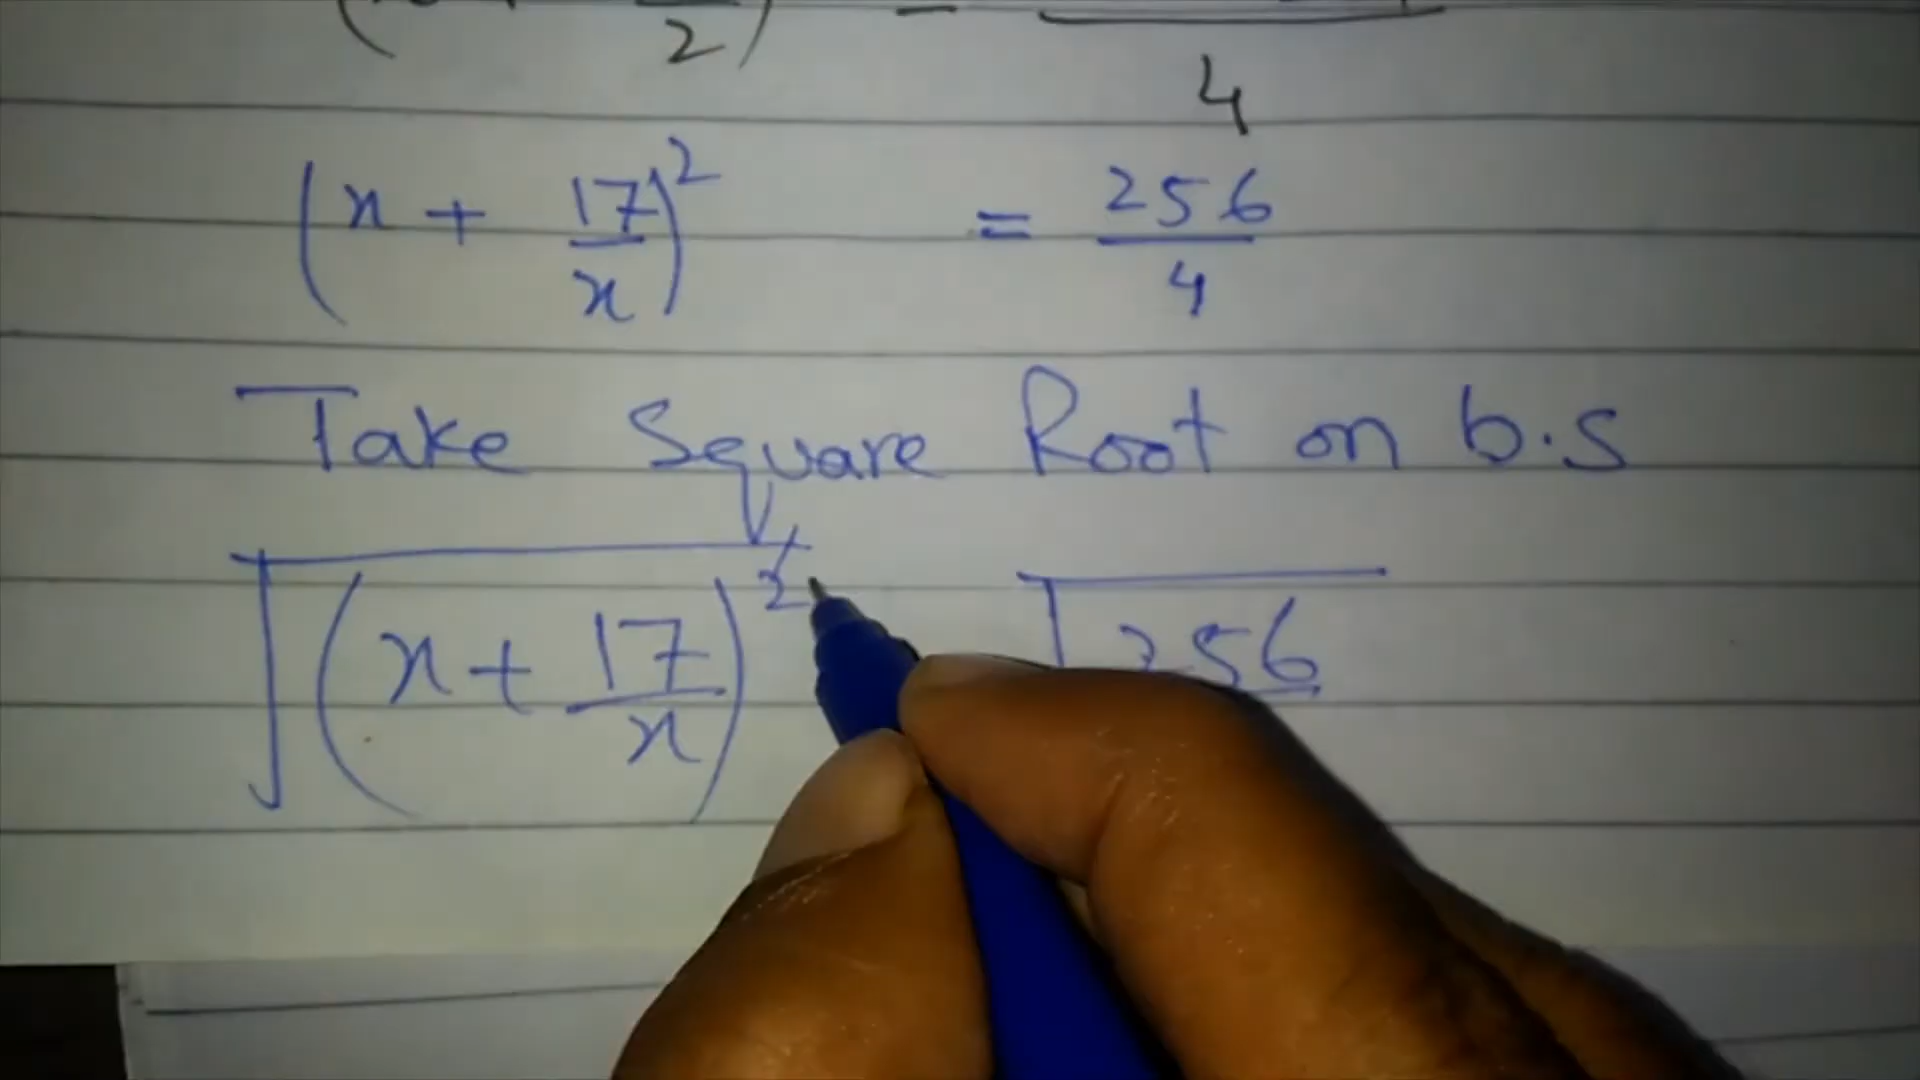 2) =
4
(x + 17/x)² = 256/4
Take Square Root on b.s
√(x + 17/x)² √256